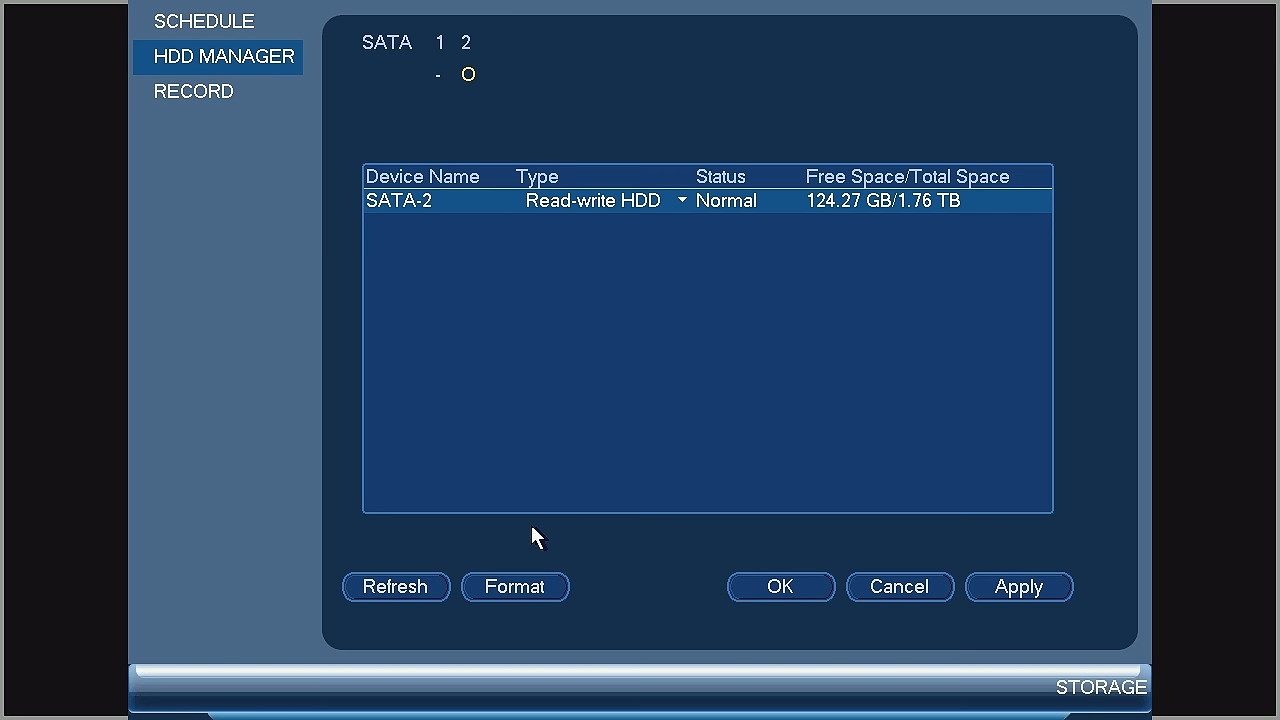 SCHEDULE
HDD MANAGER
RECORD
SATA 1 2
- O
Device Name Type Status Free Space/Total Space
SATA-2 Read-write HDD Normal 124.27 GB/1.76 TB
Refresh Format OK Cancel Apply
STORAGE